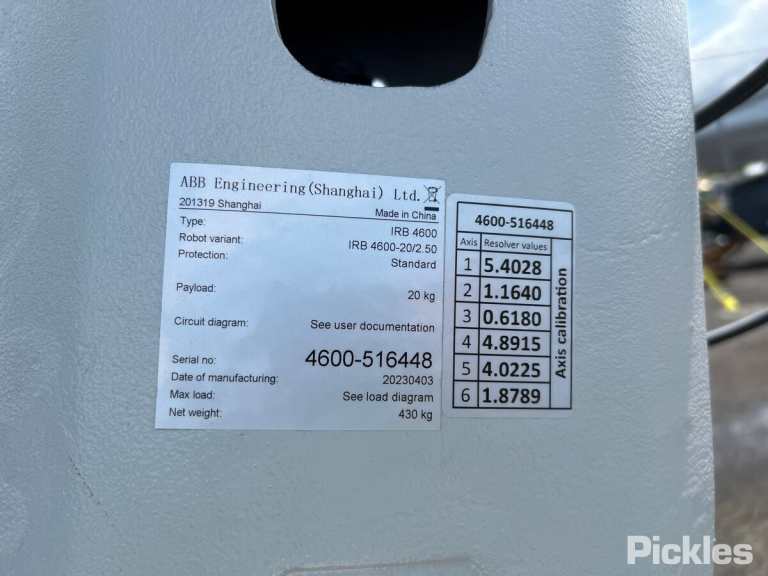 ABB Engineering(Shanghai) Ltd.
201319 Shanghai Made in China
Type: IRB 4600
Robot variant: IRB 4600-20/2.50
Protection: Standard
Payload: 20 kg
Circuit diagram: See user documentation
Serial no: 4600-516448
Date of manufacturing: 20230403
Max load: See load diagram
Net weight: 430 kg
4600-516448
Axis Resolver values
1 5.4028
2 1.1640
3 0.6180
4 4.8915
5 4.0225
6 1.8789
Axis calibration
Pickles